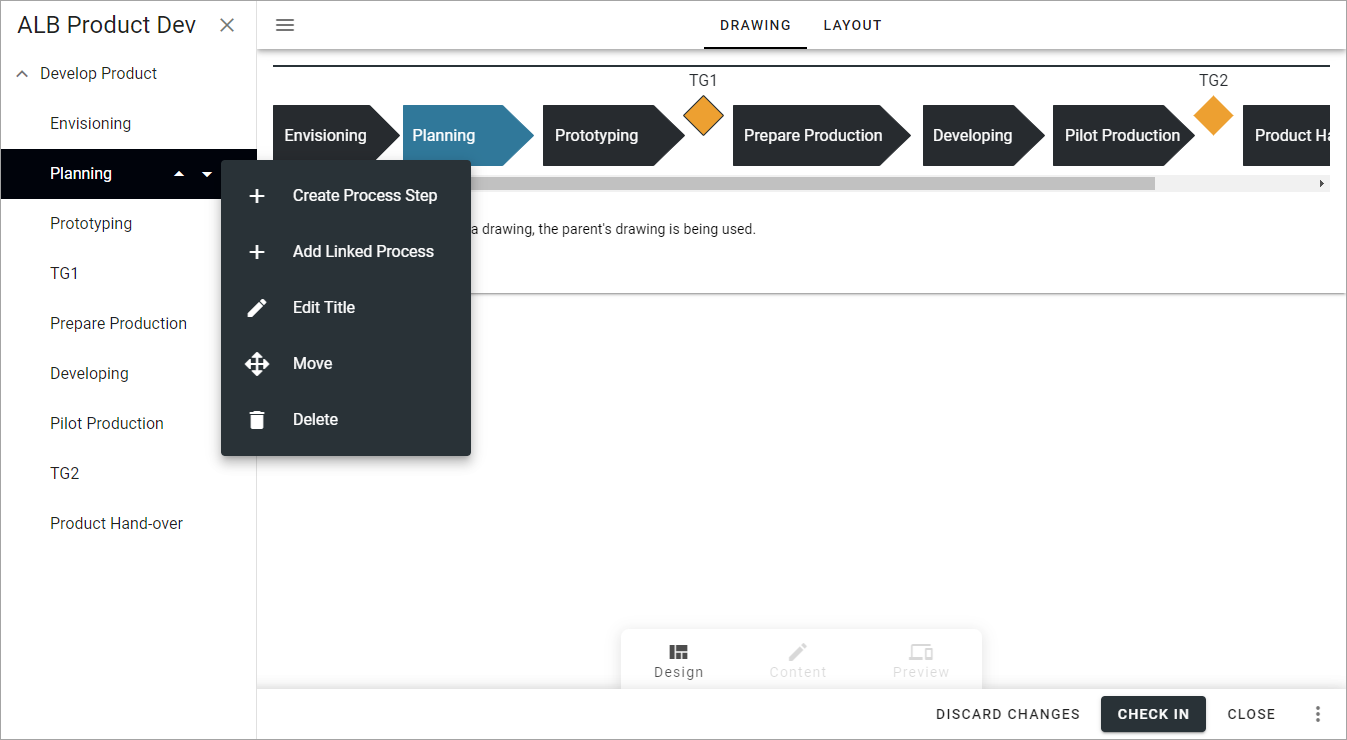 ALB Product Dev
Develop Product
Envisioning
Planning
Prototyping
TG1
Prepare Production
Developing
Pilot Production
TG2
Product Hand-over
Create Process Step
Add Linked Process
Edit Title
Move
Delete
DRAWING LAYOUT
TG1 TG2
Envisioning Planning Prototyping Prepare Production Developing Pilot Production Product Ha
a drawing, the parent's drawing is being used.
Design Content Preview
DISCARD CHANGES CHECK IN CLOSE